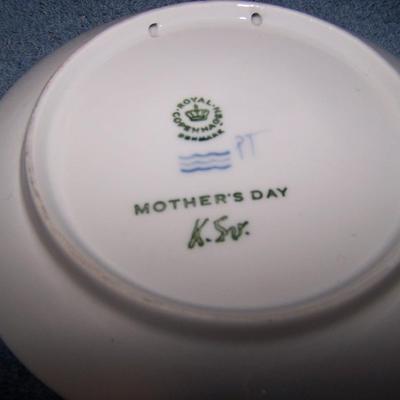 ROYAL
COPENHAGEN
DENMARK
PT
MOTHER'S DAY
K. Sv.